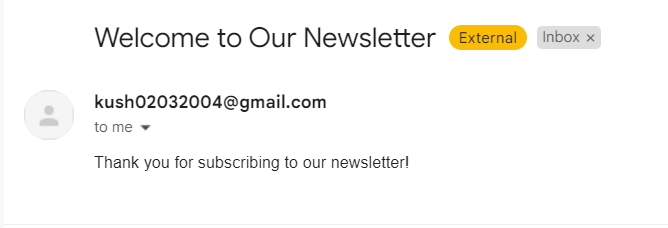 Welcome to Our Newsletter External Inbox ×
kush02032004@gmail.com
to me
Thank you for subscribing to our newsletter!